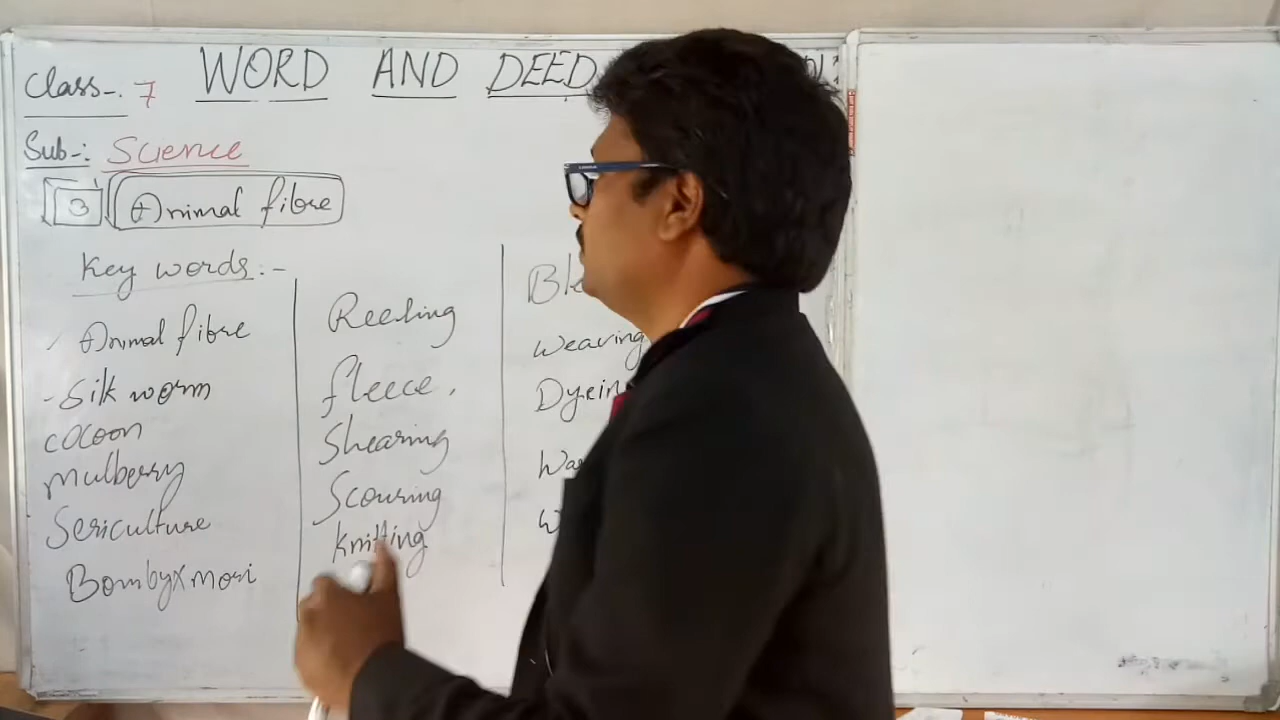 Class-. 7
WORD AND DEED
Sub-: Science
3 Animal fibre
Key words:-
Animal fibre
- Silk worm
cocoon
mulberry
Sericulture
Bombyx mori
Reeling
fleece.
Shearing
Scouring
Knitting
Weaving